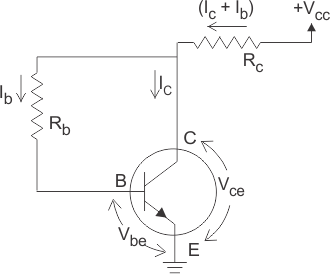 (I_c + I_b)
+V_cc
R_c
I_b
I_C
R_b
C
B
V_ce
V_be
E